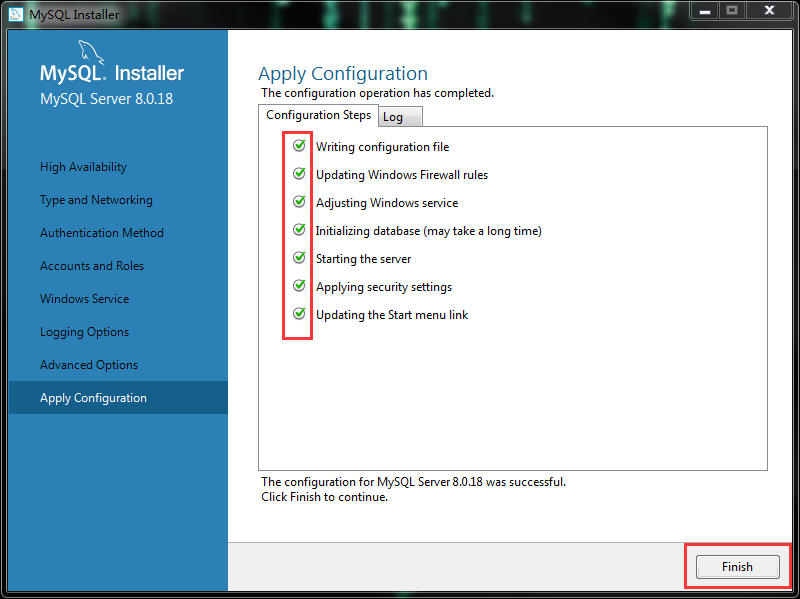 MySQL Installer
MySQL. Installer
MySQL Server 8.0.18
High Availability
Type and Networking
Authentication Method
Accounts and Roles
Windows Service
Logging Options
Advanced Options
Apply Configuration
Apply Configuration
The configuration operation has completed.
Configuration Steps
Log
Writing configuration file
Updating Windows Firewall rules
Adjusting Windows service
Initializing database (may take a long time)
Starting the server
Applying security settings
Updating the Start menu link
The configuration for MySQL Server 8.0.18 was successful.
Click Finish to continue.
Finish